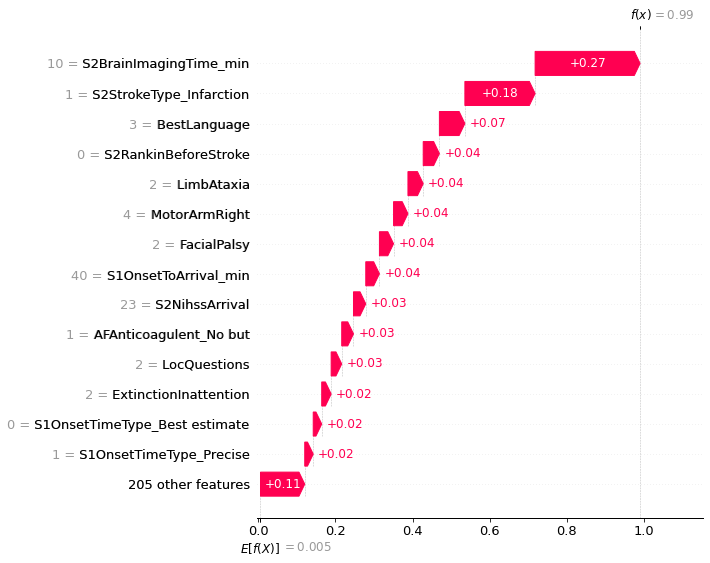 f(x) = 0.99
10 = S2BrainImagingTime_min +0.27
1 = S2StrokeType_Infarction +0.18
3 = BestLanguage +0.07
0 = S2RankinBeforeStroke +0.04
2 = LimbAtaxia +0.04
4 = MotorArmRight +0.04
2 = FacialPalsy +0.04
40 = S1OnsetToArrival_min +0.04
23 = S2NihssArrival +0.03
1 = AFAnticoagulent_No but +0.03
2 = LocQuestions +0.03
2 = ExtinctionInattention +0.02
0 = S1OnsetTimeType_Best estimate +0.02
1 = S1OnsetTimeType_Precise +0.02
205 other features +0.11
0.0 0.2 0.4 0.6 0.8 1.0
E[f(X)] = 0.005